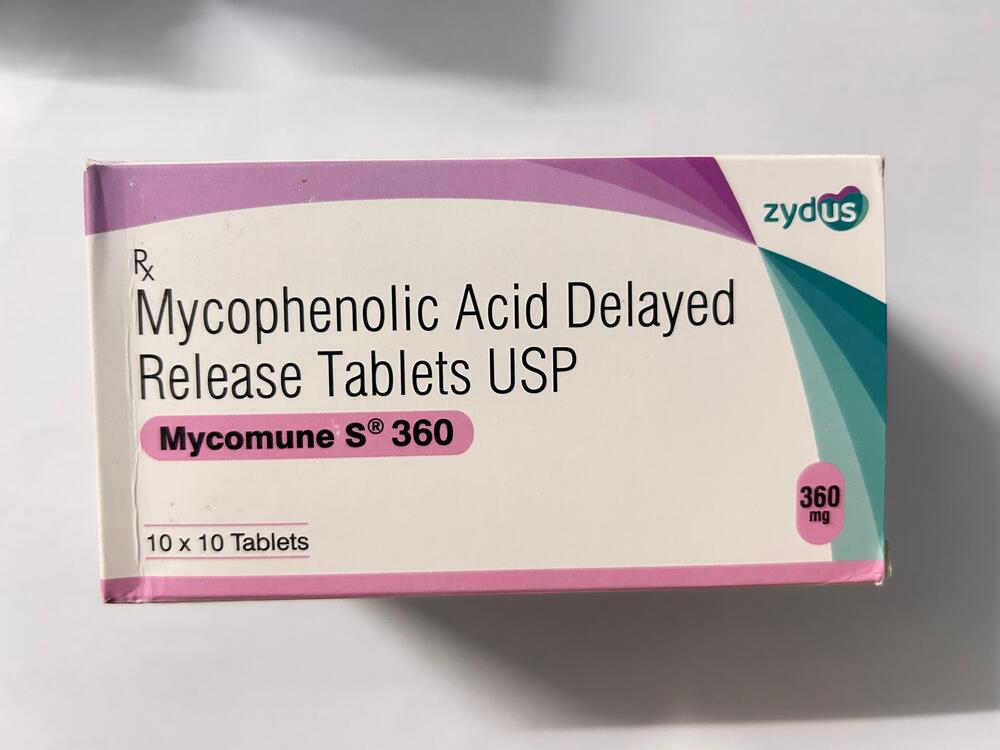 zydus
Rx
Mycophenolic Acid Delayed
Release Tablets USP
Mycomune S® 360
360
mg
10 x 10 Tablets